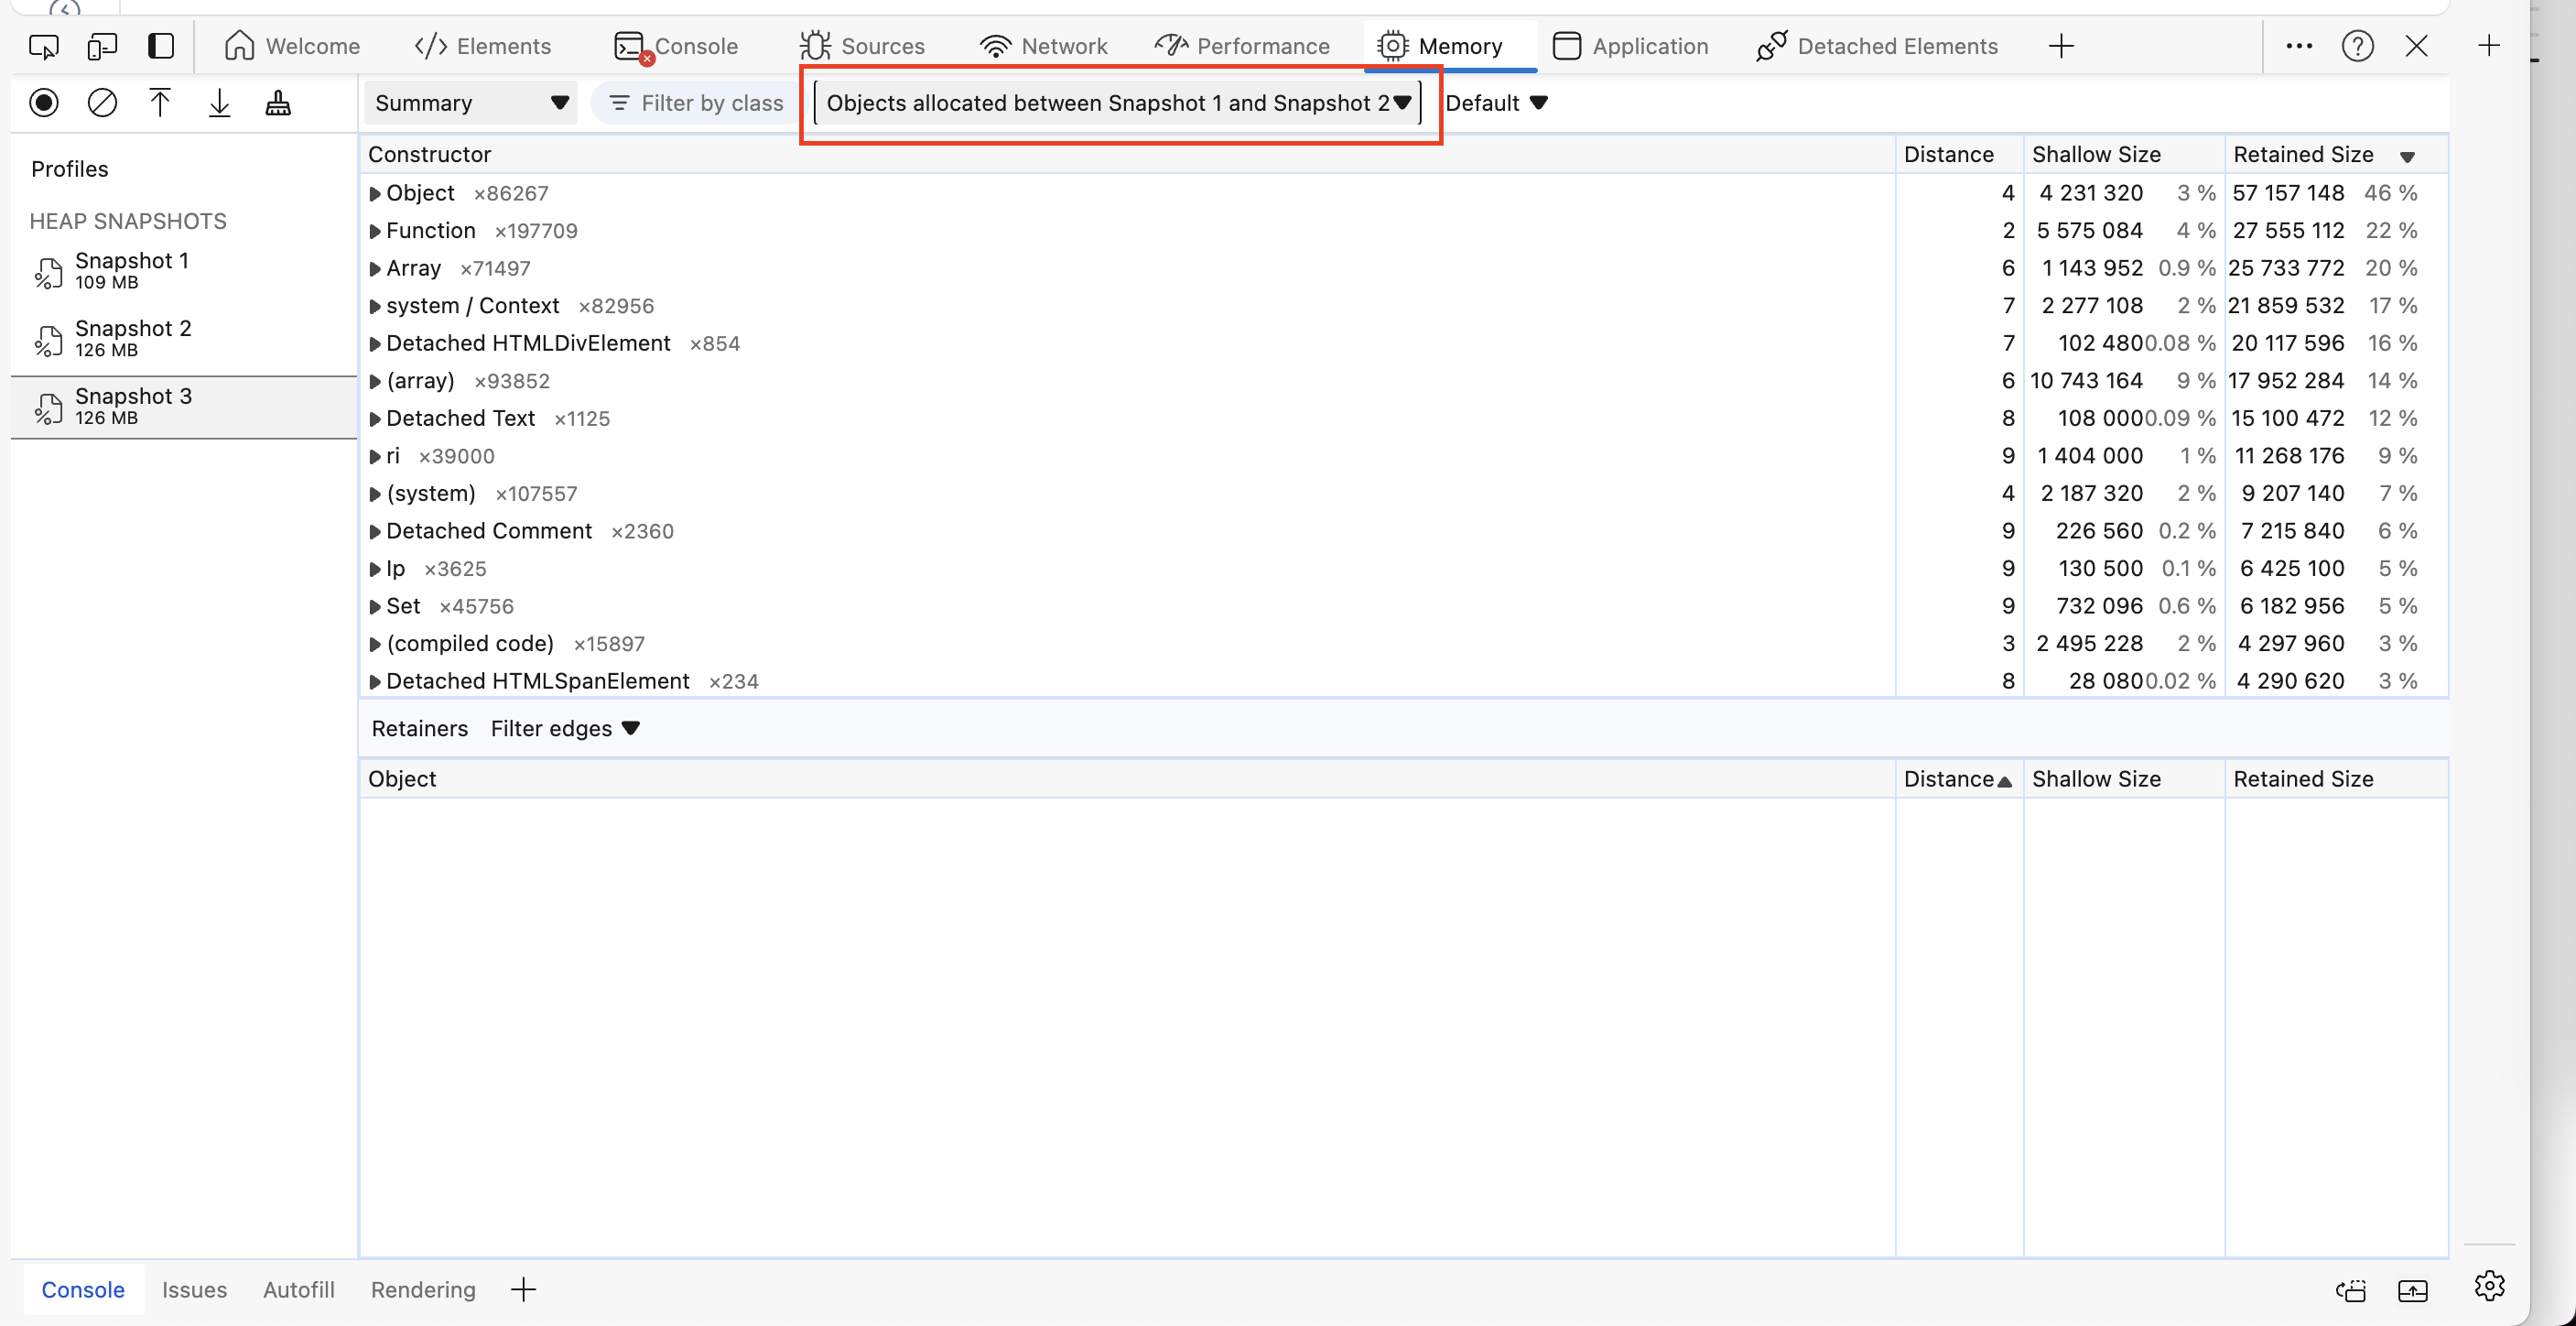 Welcome Elements Console Sources Network Performance Memory Application Detached Elements
Summary Filter by class Objects allocated between Snapshot 1 and Snapshot 2 Default
Profiles
HEAP SNAPSHOTS
Snapshot 1
109 MB
Snapshot 2
126 MB
Snapshot 3
126 MB
Constructor Distance Shallow Size Retained Size
Object ×86267 4 4 231 320 3 % 57 157 148 46 %
Function ×197709 2 5 575 084 4 % 27 555 112 22 %
Array ×71497 6 1 143 952 0.9 % 25 733 772 20 %
system / Context ×82956 7 2 277 108 2 % 21 859 532 17 %
Detached HTMLDivElement ×854 7 102 480 0.08 % 20 117 596 16 %
(array) ×93852 6 10 743 164 9 % 17 952 284 14 %
Detached Text ×1125 8 108 000 0.09 % 15 100 472 12 %
ri ×39000 9 1 404 000 1 % 11 268 176 9 %
(system) ×107557 4 2 187 320 2 % 9 207 140 7 %
Detached Comment ×2360 9 226 560 0.2 % 7 215 840 6 %
lp ×3625 9 130 500 0.1 % 6 425 100 5 %
Set ×45756 9 732 096 0.6 % 6 182 956 5 %
(compiled code) ×15897 3 2 495 228 2 % 4 297 960 3 %
Detached HTMLSpanElement ×234 8 28 080 0.02 % 4 290 620 3 %
Retainers Filter edges
Object Distance Shallow Size Retained Size
Console Issues Autofill Rendering